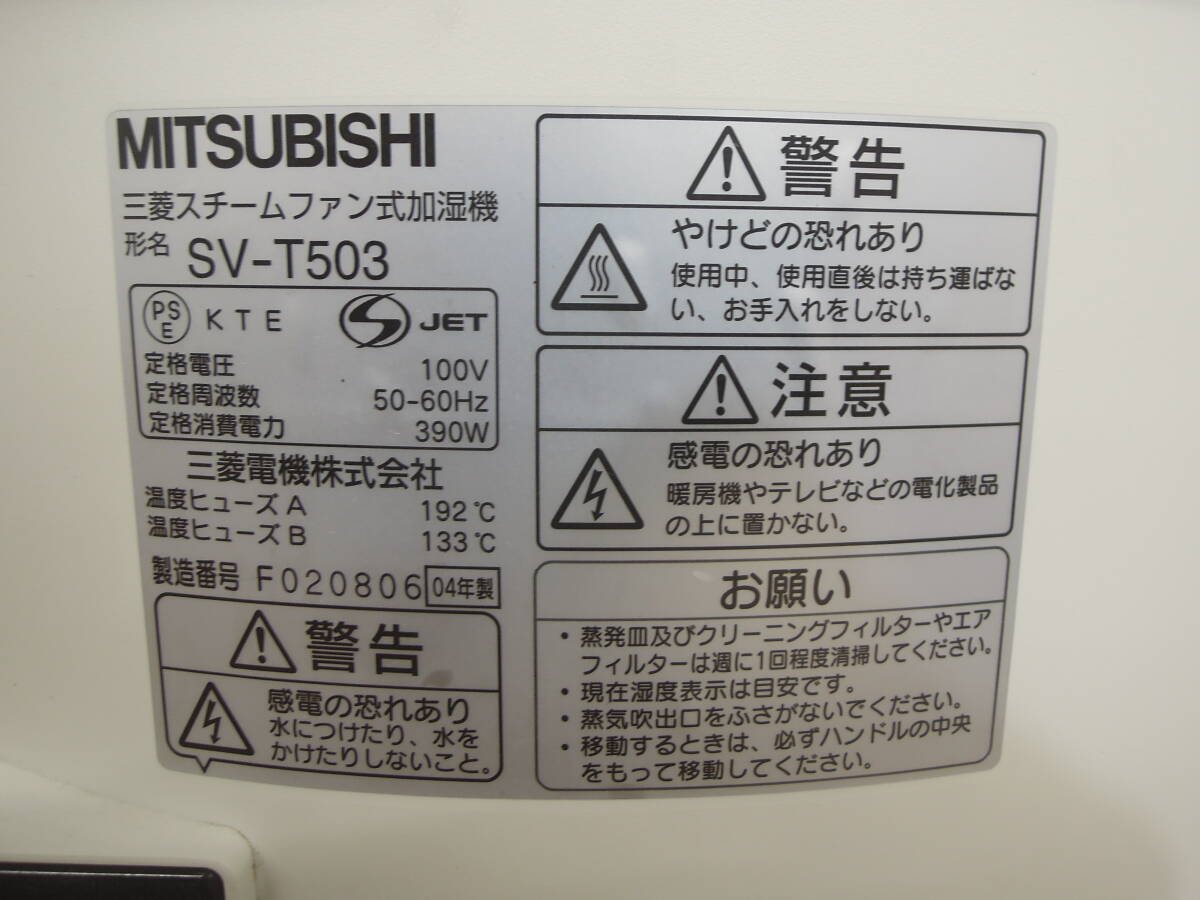 MITSUBISHI
三菱スチームファン式加湿機
形名 SV-T503
PSE KTE S JET
定格電圧 100V
定格周波数 50-60Hz
定格消費電力 390W
三菱電機株式会社
温度ヒューズA 192℃
温度ヒューズB 133℃
製造番号 F020806 04年製
警告
感電の恐れあり
水につけたり、水を
かけたりしないこと。
警告
やけどの恐れあり
使用中、使用直後は持ち運ばな
い、お手入れをしない。
注意
感電の恐れあり
暖房機やテレビなどの電化製品
の上に置かない。
お願い
・蒸発皿及びクリーニングフィルターやエア
フィルターは週に1回程度清掃してください。
・現在湿度表示は目安です。
・蒸気吹出口をふさがないでください。
・移動するときは、必ずハンドルの中央
をもって移動してください。